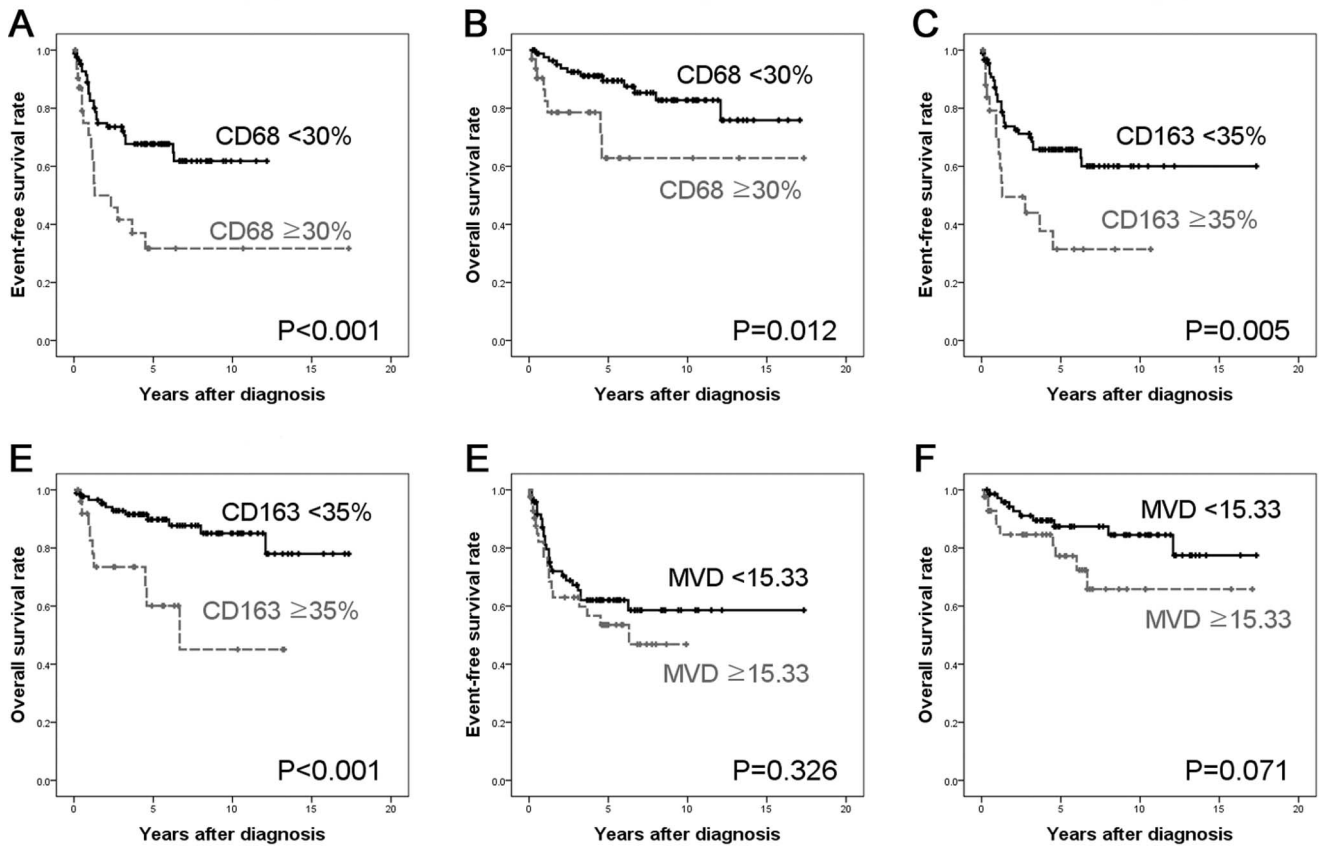 A
Event-free survival rate
1.0
0.8
0.6
0.4
0.2
0.0
CD68 <30%
CD68 ≥30%
P<0.001
0 5 10 15 20
Years after diagnosis
B
Overall survival rate
1.0
0.8
0.6
0.4
0.2
0.0
CD68 <30%
CD68 ≥30%
P=0.012
0 5 10 15 20
Years after diagnosis
C
Event-free survival rate
1.0
0.8
0.6
0.4
0.2
0.0
CD163 <35%
CD163 ≥35%
P=0.005
0 5 10 15 20
Years after diagnosis
E
Overall survival rate
1.0
0.8
0.6
0.4
0.2
0.0
CD163 <35%
CD163 ≥35%
P<0.001
0 5 10 15 20
Years after diagnosis
E
Event-free survival rate
1.0
0.8
0.6
0.4
0.2
0.0
MVD <15.33
MVD ≥15.33
P=0.326
0 5 10 15 20
Years after diagnosis
F
Overall survival rate
1.0
0.8
0.6
0.4
0.2
0.0
MVD <15.33
MVD ≥15.33
P=0.071
0 5 10 15 20
Years after diagnosis